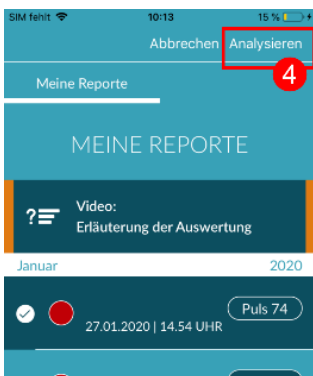 SIM fehlt 10:13 15 %
Abbrechen Analysieren
4
Meine Reporte
MEINE REPORTE
?
Video:
Erläuterung der Auswertung
Januar 2020
Puls 74
27.01.2020 | 14.54 UHR